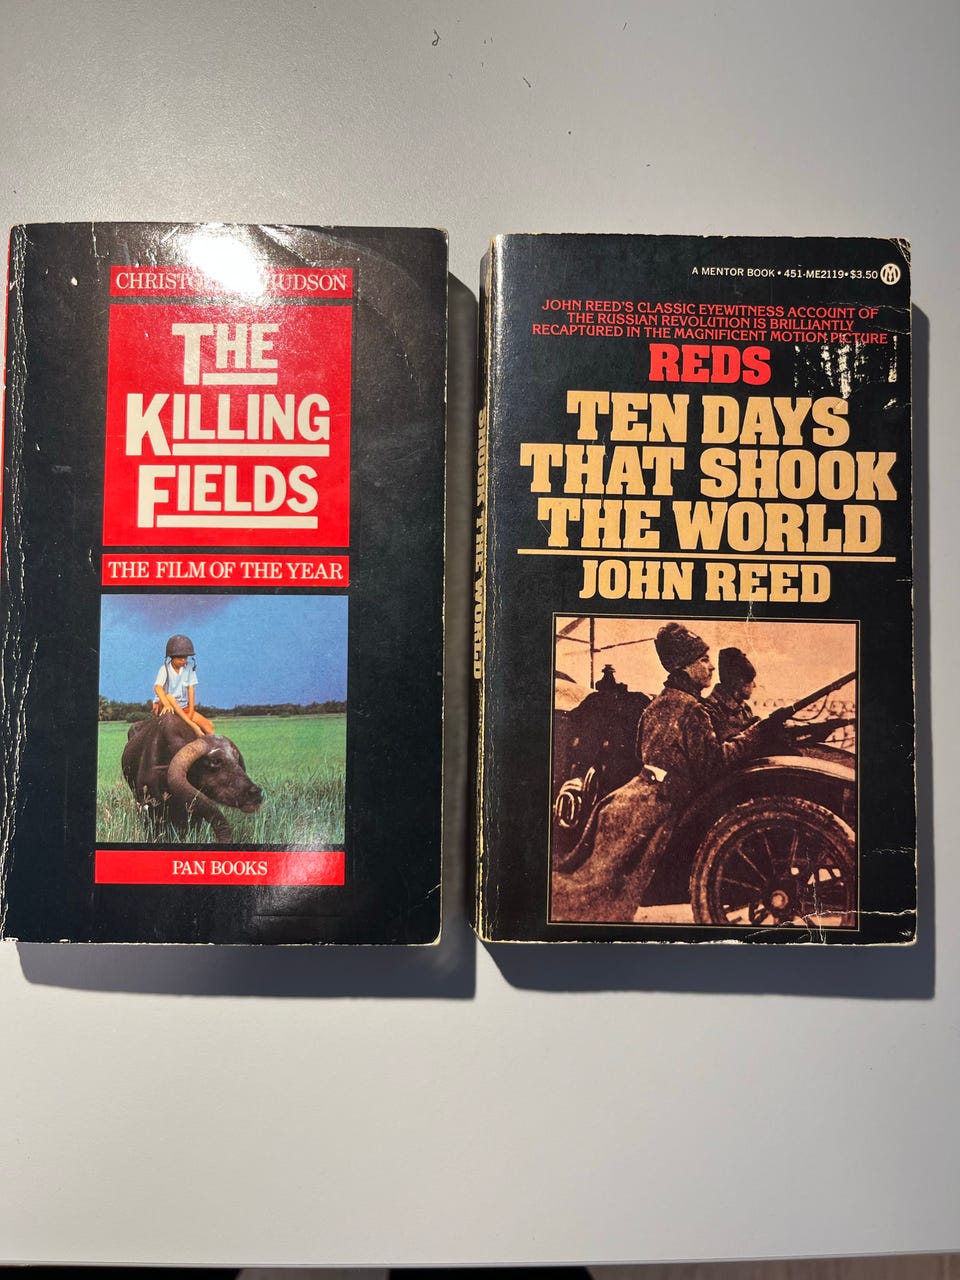 CHRISTO HUDSON
THE
KILLING
FIELDS
THE FILM OF THE YEAR
PAN BOOKS
A MENTOR BOOK • 451-ME2119 • $3.50
JOHN REED'S CLASSIC EYEWITNESS ACCOUNT OF
THE RUSSIAN REVOLUTION IS BRILLIANTLY
RECAPTURED IN THE MAGNIFICENT MOTION PICTURE
REDS
TEN DAYS
THAT SHOOK
THE WORLD
JOHN REED
SHOOK THE WORLD